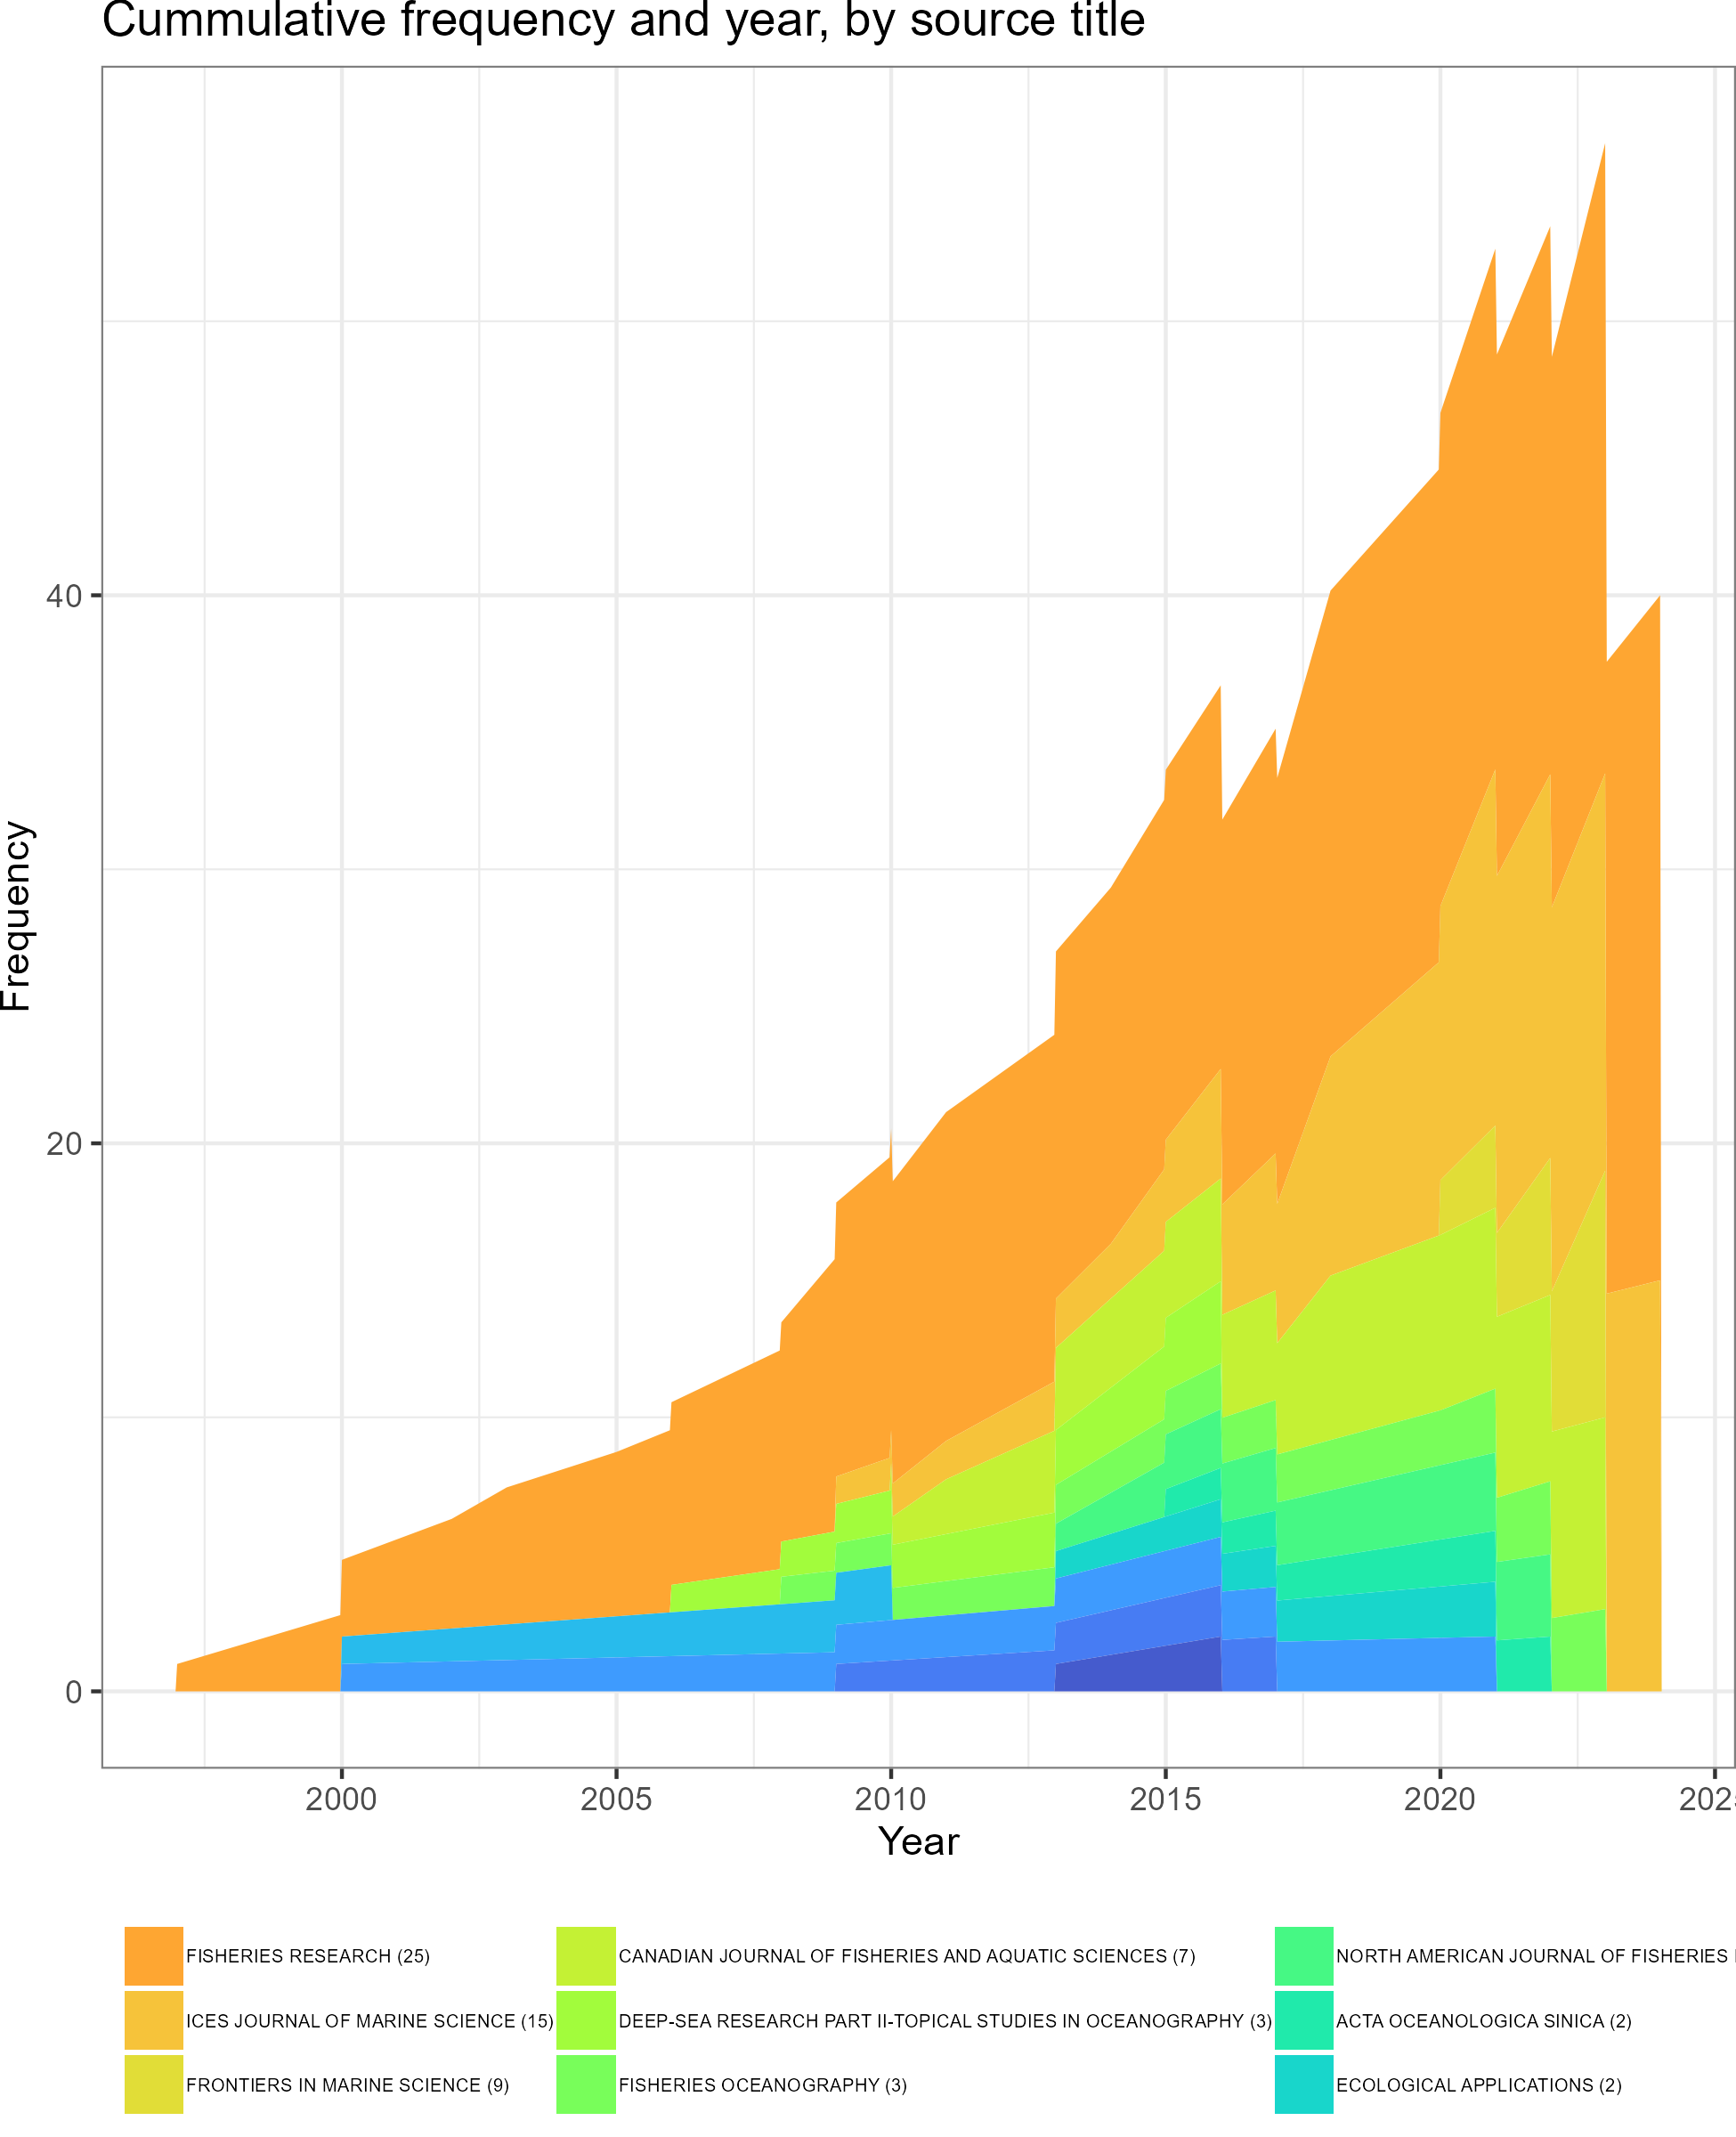 Cummulative frequency and year, by source title
Frequency
40
20
0
2000 2005 2010 2015 2020 202
Year
FISHERIES RESEARCH (25) CANADIAN JOURNAL OF FISHERIES AND AQUATIC SCIENCES (7) NORTH AMERICAN JOURNAL OF FISHERIES
ICES JOURNAL OF MARINE SCIENCE (15) DEEP-SEA RESEARCH PART II-TOPICAL STUDIES IN OCEANOGRAPHY (3) ACTA OCEANOLOGICA SINICA (2)
FRONTIERS IN MARINE SCIENCE (9) FISHERIES OCEANOGRAPHY (3) ECOLOGICAL APPLICATIONS (2)